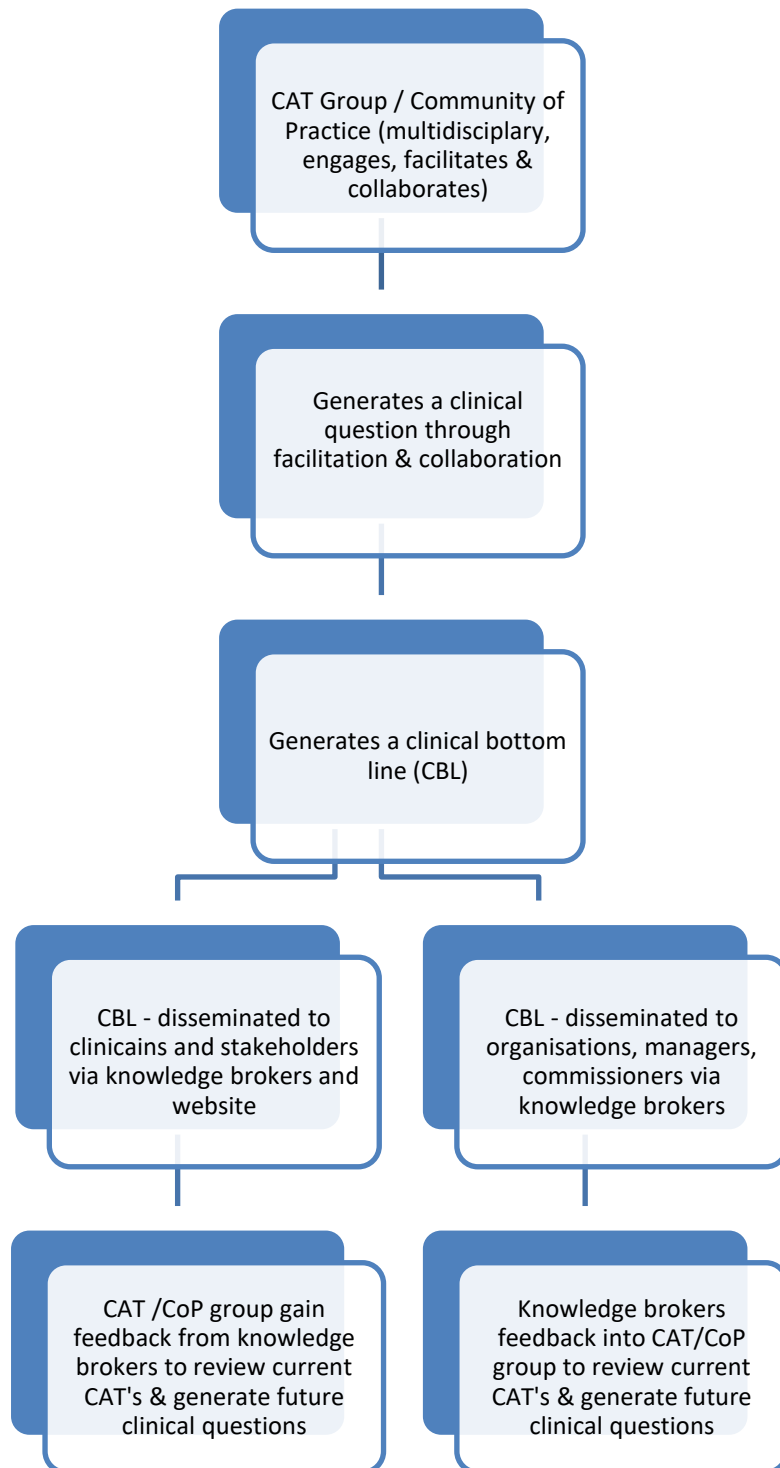 CAT Group / Community of
Practice (multidisciplary,
engages, facilitates &
collaborates)
Generates a clinical
question through
facilitation & collaboration
Generates a clinical bottom
line (CBL)
CBL - disseminated to
clinicains and stakeholders
via knowledge brokers and
website
CBL - disseminated to
organisations, managers,
commissioners via
knowledge brokers
CAT /CoP group gain
feedback from knowledge
brokers to review current
CAT's & generate future
clinical questions
Knowledge brokers
feedback into CAT/CoP
group to review current
CAT's & generate future
clinical questions